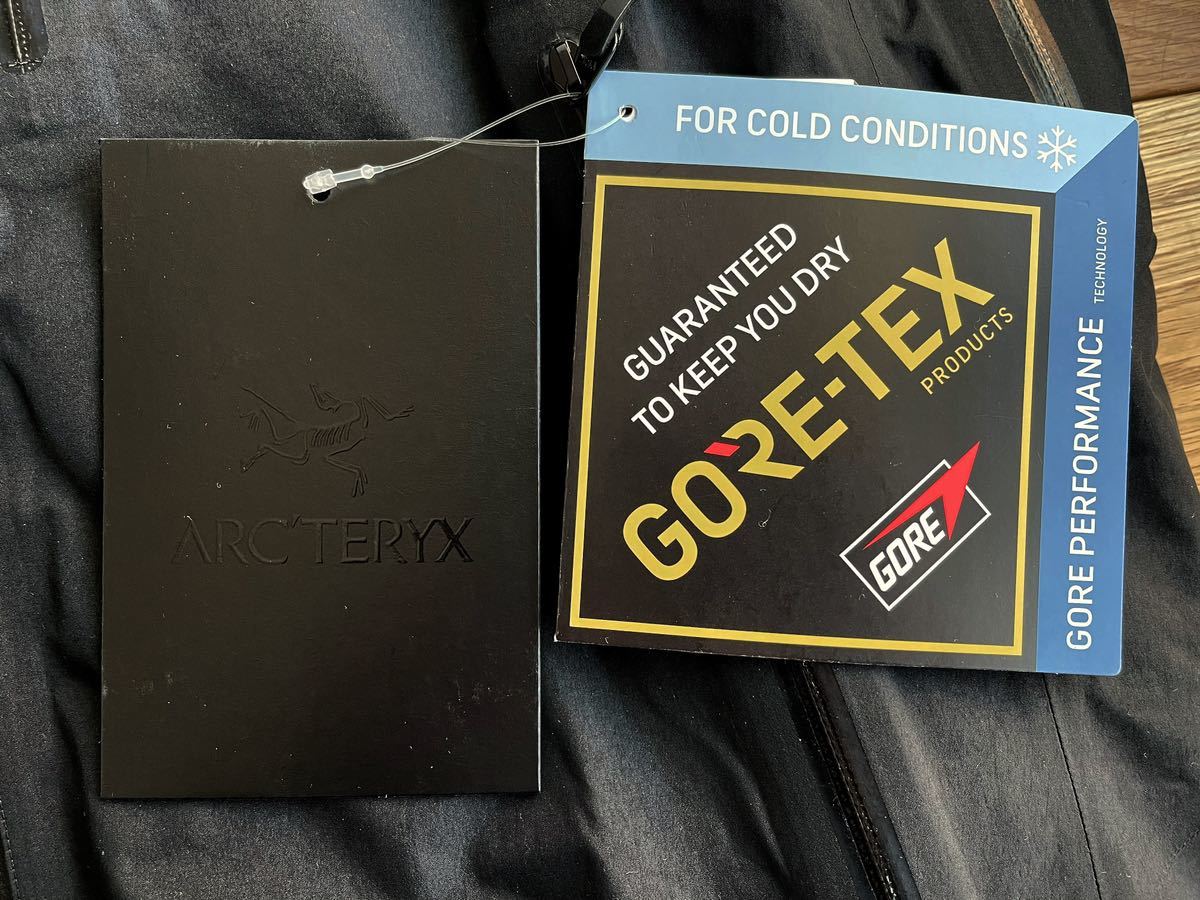 ARC'TERYX
FOR COLD CONDITIONS
GUARANTEED
TO KEEP YOU DRY
GORE-TEX
PRODUCTS
GORE
GORE PERFORMANCE TECHNOLOGY